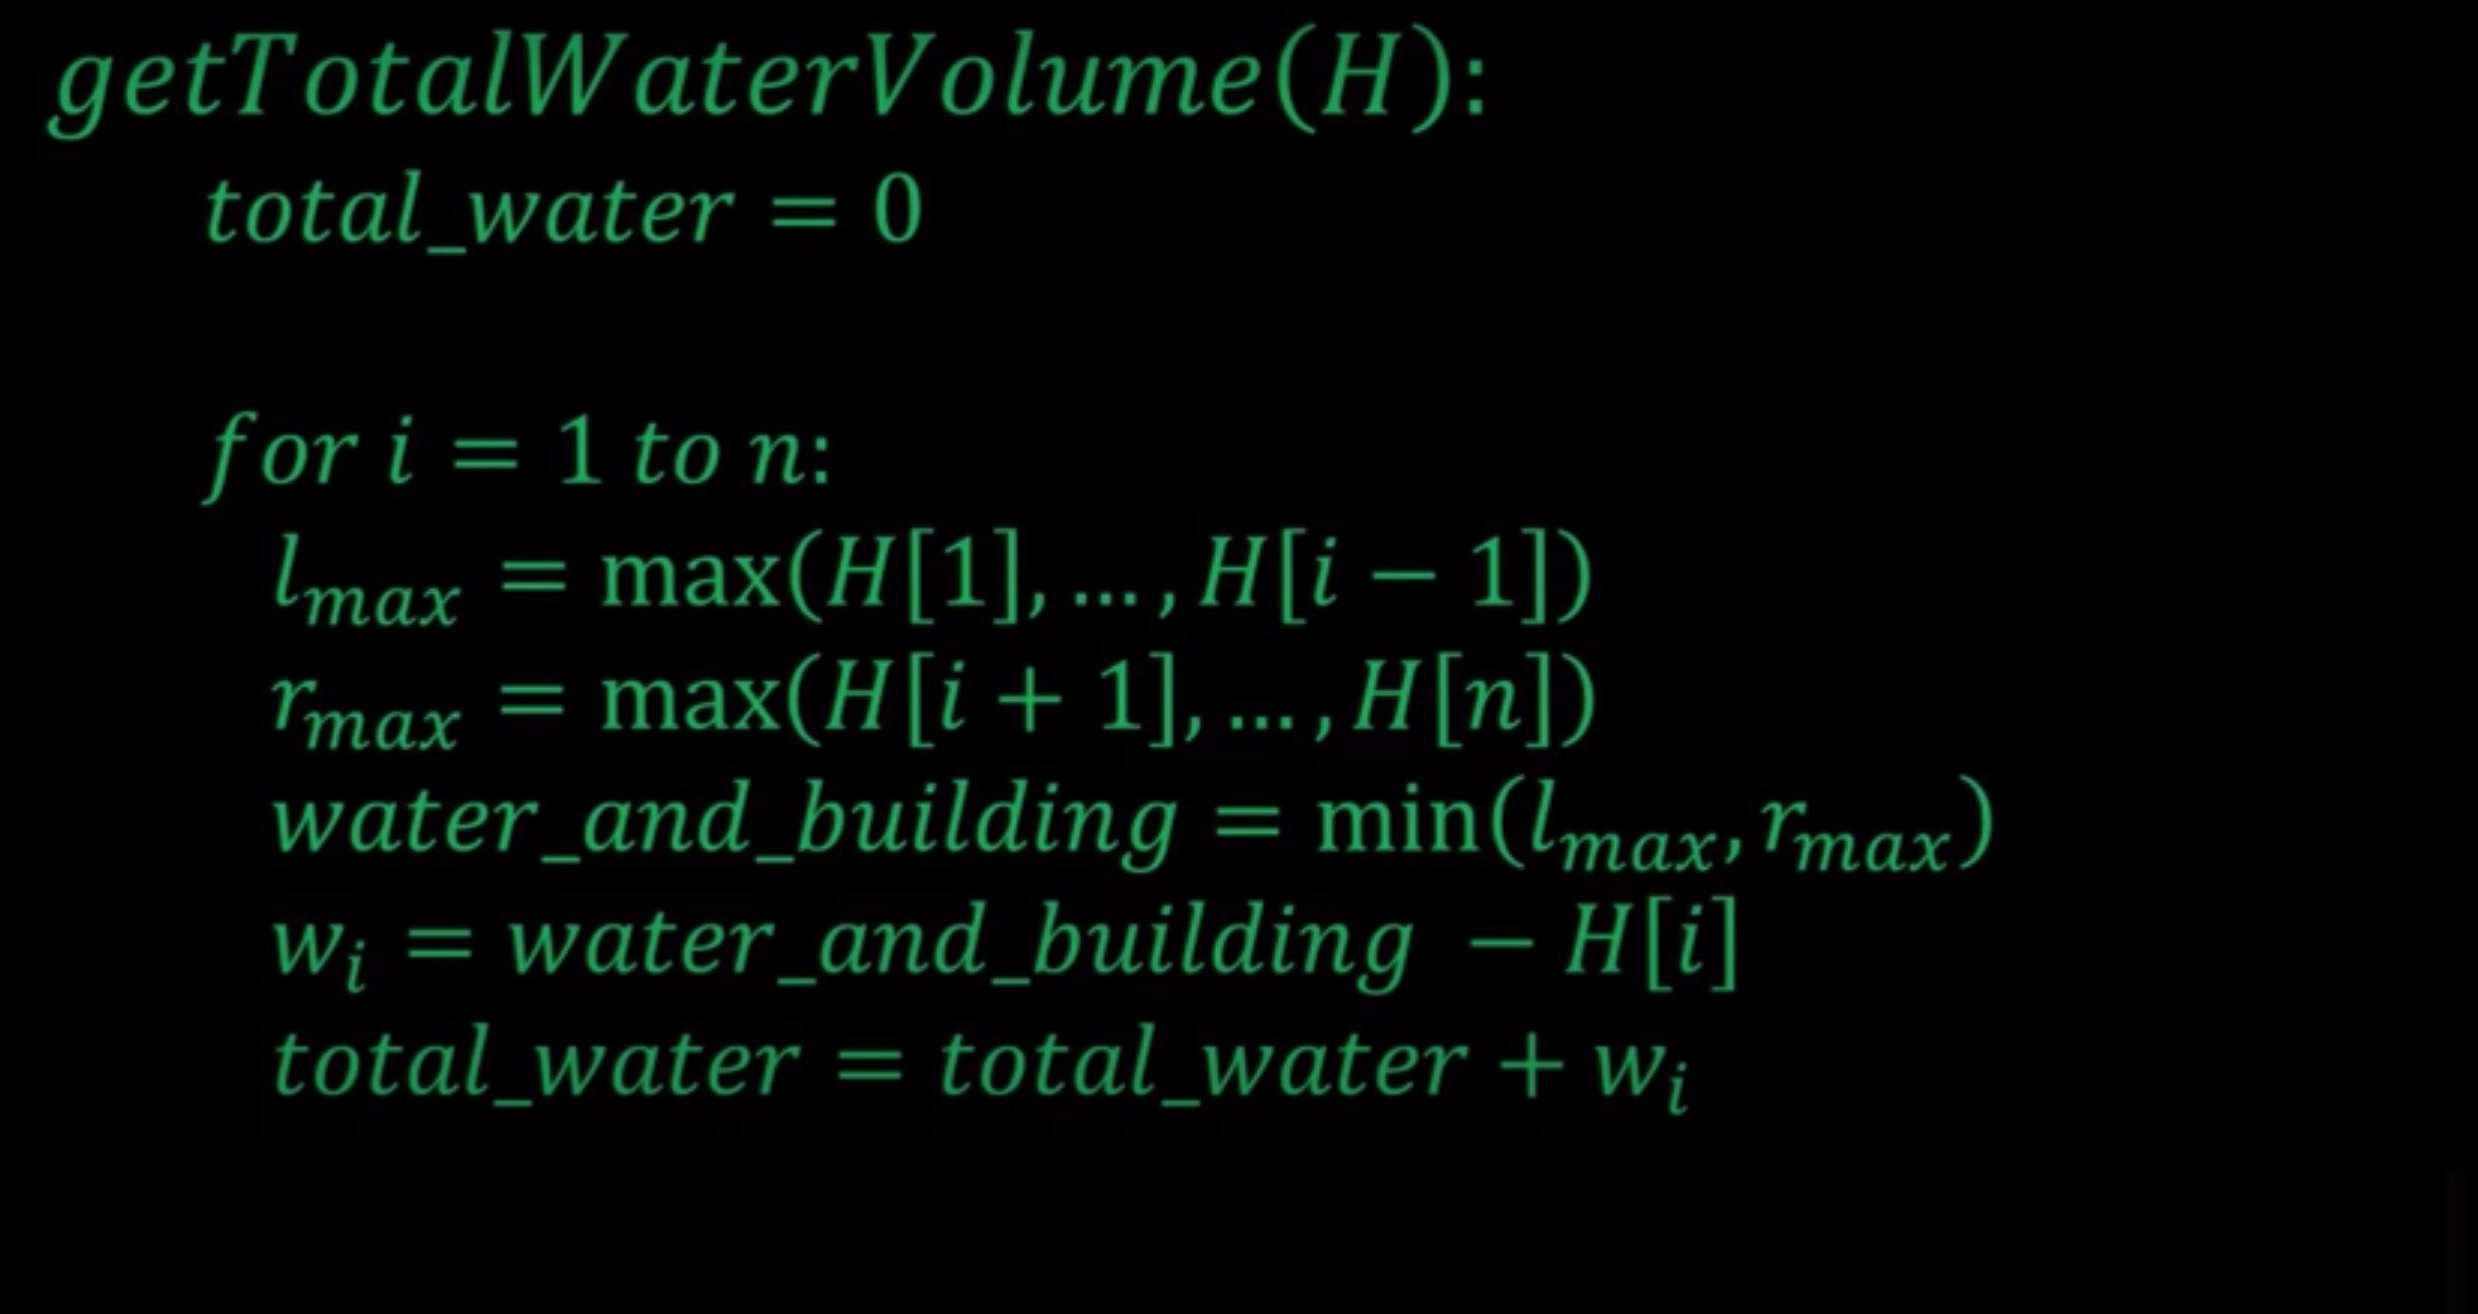 getTotalWaterVolume(H):
total_water = 0
for i = 1 to n:
l_max = max(H[1], ... , H[i − 1])
r_max = max(H[i + 1], ... , H[n])
water_and_building = min(l_max, r_max)
w_i = water_and_building − H[i]
total_water = total_water + w_i